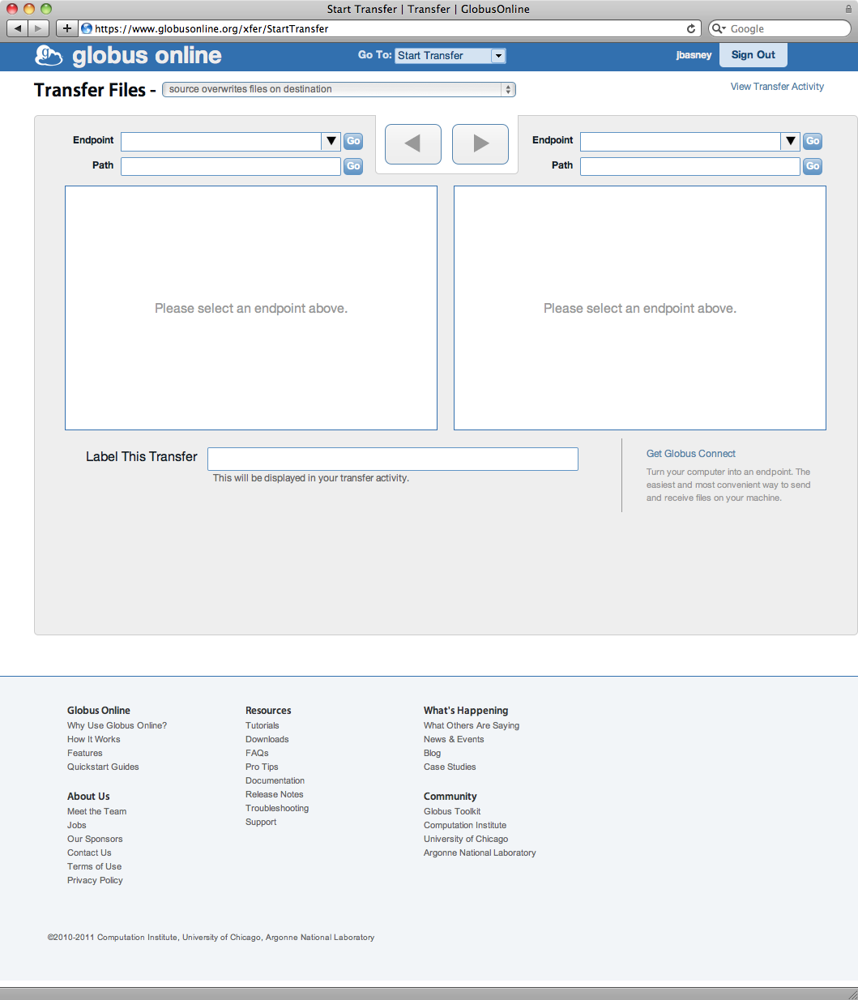 Start Transfer | Transfer | GlobusOnline
https://www.globusonline.org/xfer/StartTransfer
Google
globus online
Go To: Start Transfer
jbasney
Sign Out
Transfer Files - source overwrites files on destination
View Transfer Activity
Endpoint
Go
Path
Go
Endpoint
Go
Path
Go
Please select an endpoint above.
Please select an endpoint above.
Label This Transfer
This will be displayed in your transfer activity.
Get Globus Connect
Turn your computer into an endpoint. The
easiest and most convenient way to send
and receive files on your machine.
Globus Online
Why Use Globus Online?
How It Works
Features
Quickstart Guides
About Us
Meet the Team
Jobs
Our Sponsors
Contact Us
Terms of Use
Privacy Policy
Resources
Tutorials
Downloads
FAQs
Pro Tips
Documentation
Release Notes
Troubleshooting
Support
What's Happening
What Others Are Saying
News & Events
Blog
Case Studies
Community
Globus Toolkit
Computation Institute
University of Chicago
Argonne National Laboratory
©2010-2011 Computation Institute, University of Chicago, Argonne National Laboratory